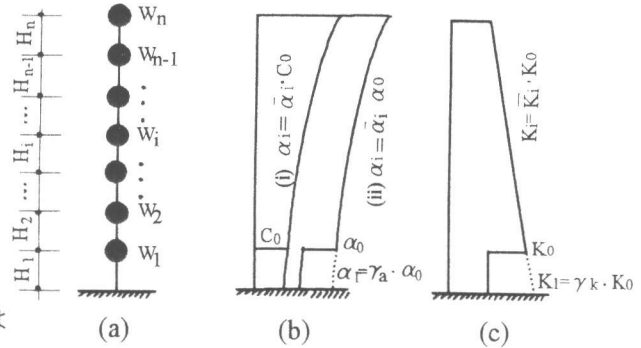 H₁ H₂ ⋯ Hᵢ ⋯ Hₙ₋₁ Hₙ
Wₙ
Wₙ₋₁
Wᵢ
W₂
W₁
(a)
(i) αᵢ = ᾱᵢ · C₀
(ii) αᵢ = ᾱᵢ α₀
C₀
α₀
α₁ = γₐ · α₀
(b)
Kᵢ = K̄ᵢ · K₀
K₀
K₁ = γₖ · K₀
(c)